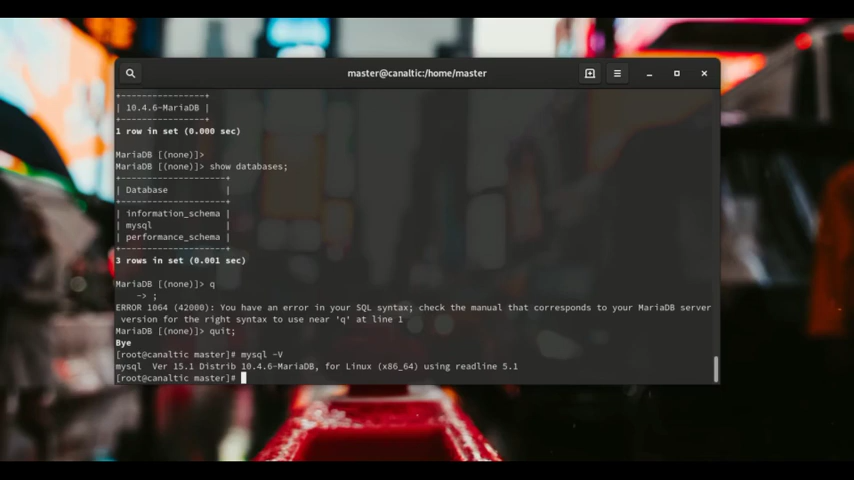 master@canaltic:/home/master
+----------------+
| 10.4.6-MariaDB |
+----------------+
1 row in set (0.000 sec)
MariaDB [(none)]>
MariaDB [(none)]> show databases;
+--------------------+
| Database           |
+--------------------+
| information_schema |
| mysql              |
| performance_schema |
+--------------------+
3 rows in set (0.001 sec)
MariaDB [(none)]> q
    -> ;
ERROR 1064 (42000): You have an error in your SQL syntax; check the manual that corresponds to your MariaDB server
 version for the right syntax to use near 'q' at line 1
MariaDB [(none)]> quit;
Bye
[root@canaltic master]# mysql -V
mysql  Ver 15.1 Distrib 10.4.6-MariaDB, for Linux (x86_64) using readline 5.1
[root@canaltic master]#